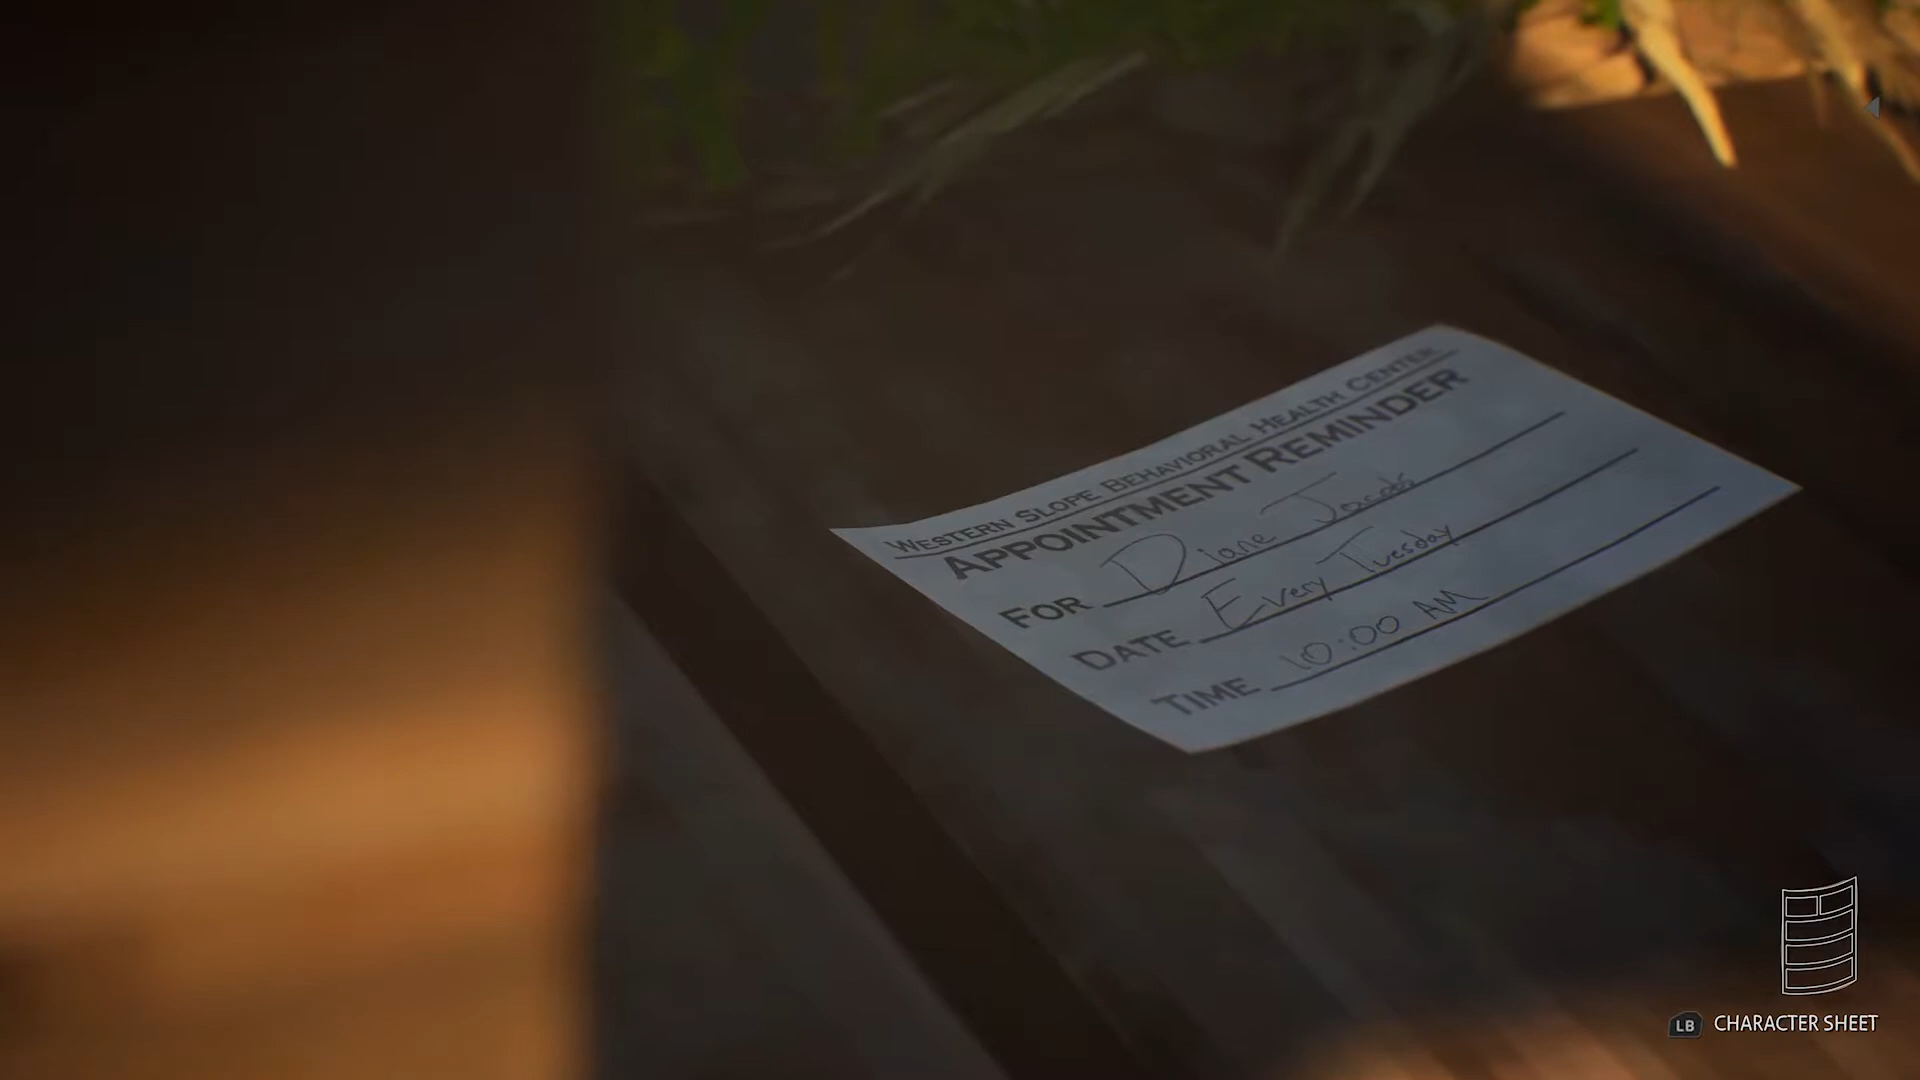 WESTERN SLOPE BEHAVIORAL HEALTH CENTER
APPOINTMENT REMINDER
FOR Diane Jacobs
DATE Every Tuesday
TIME 10:00 AM
LB CHARACTER SHEET